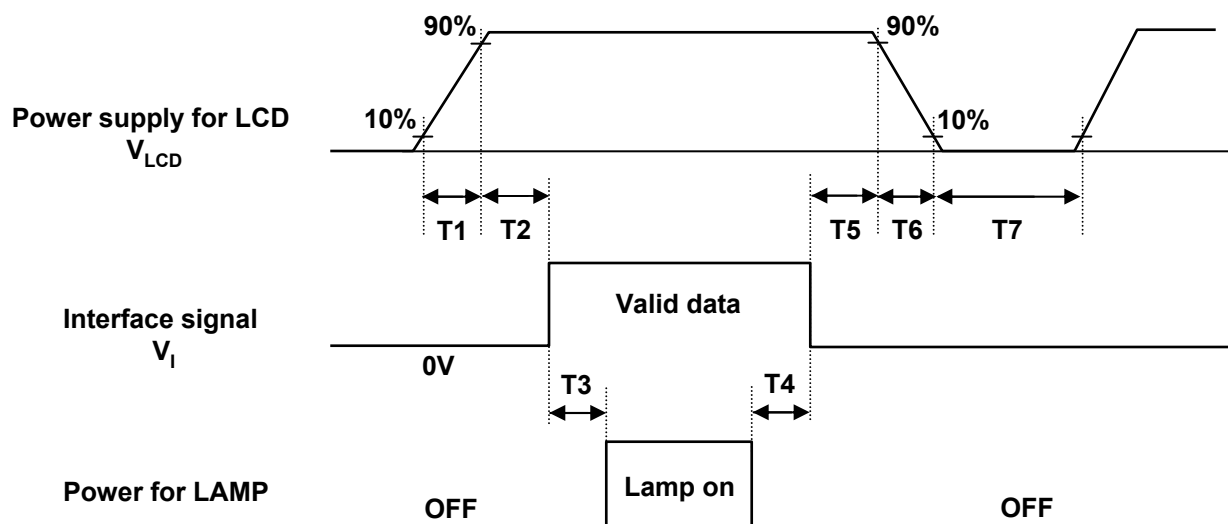 90%
90%
Power supply for LCD
VLCD
10%
10%
T1
T2
T5
T6
T7
Valid data
Interface signal
VI
0V
T3
T4
Power for LAMP
OFF
Lamp on
OFF